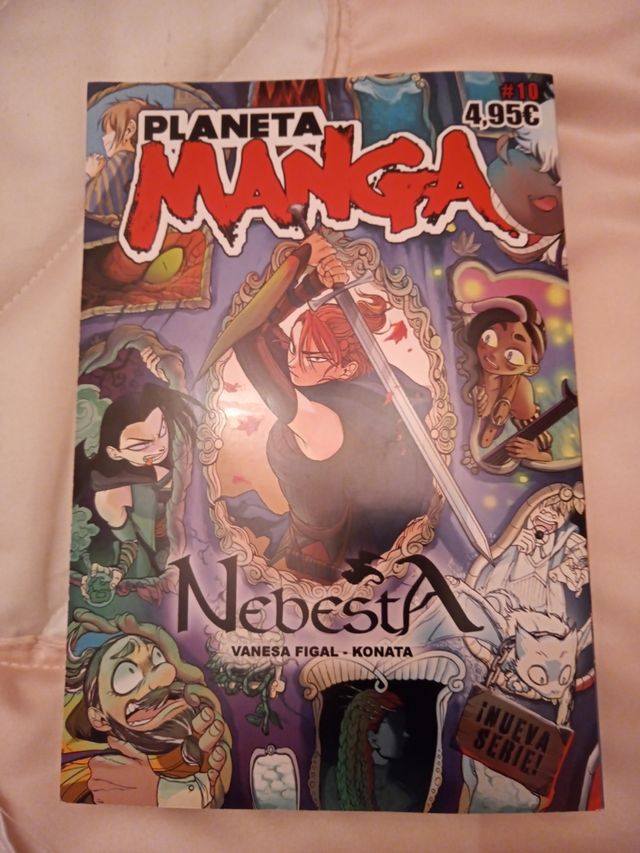 #10
4,95€
PLANETA
MANGA
NEBESTA
VANESA FIGAL - KONATA
¡NUEVA
SERIE!